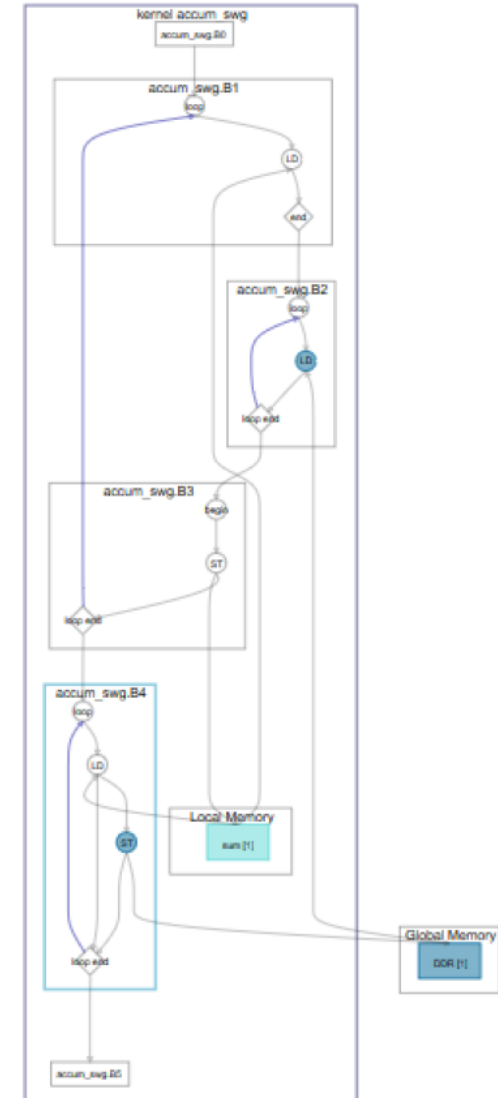 kernel accum_swg
accum_swg.B0
accum_swg.B1
loop
LD
end
accum_swg.B2
loop
LD
loop end
accum_swg.B3
begin
ST
loop end
accum_swg.B4
loop
LD
ST
loop end
Local Memory
sum [1]
Global Memory
DDR [1]
accum_swg.B5